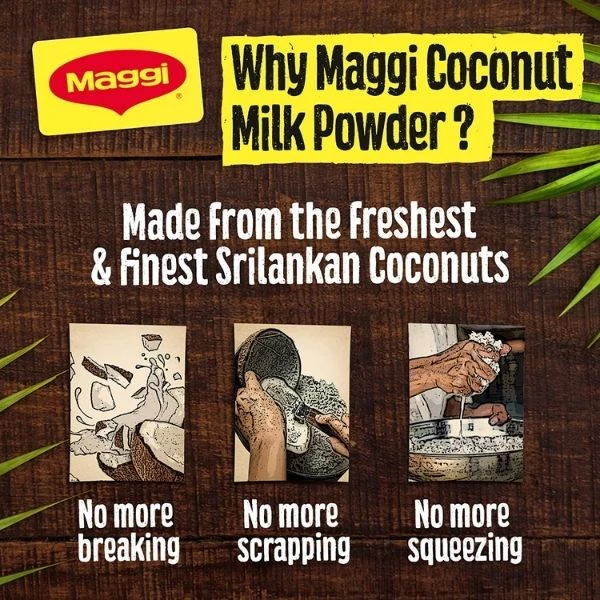 Maggi
Why Maggi Coconut
Milk Powder ?
Made From the Freshest
& Finest Srilankan Coconuts
No more
breaking
No more
scrapping
No more
squeezing